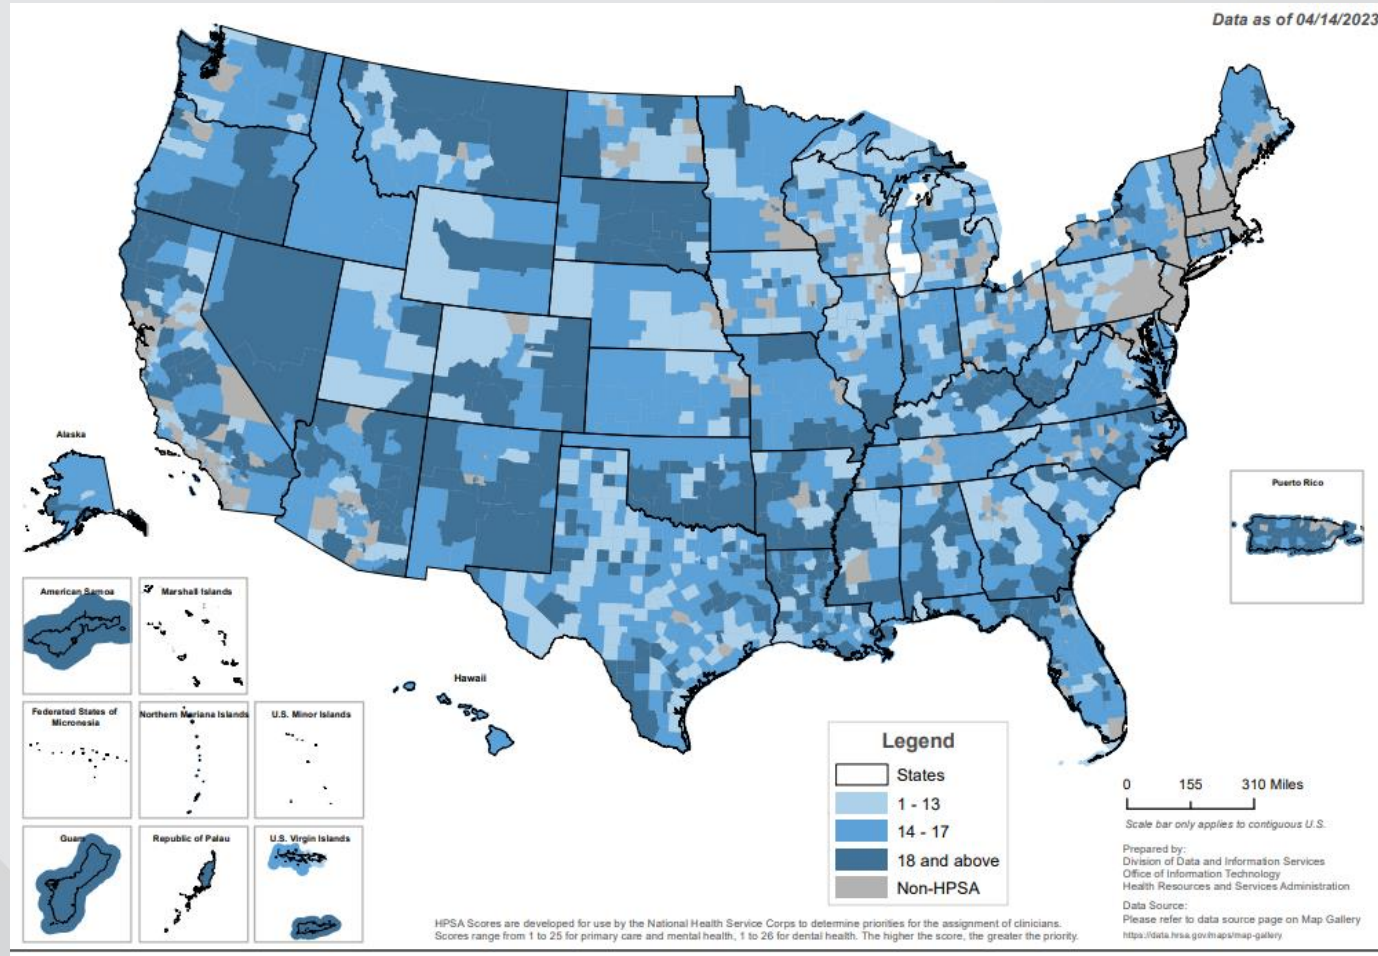 Data as of 04/14/2023
Alaska
Puerto Rico
American Samoa
Marshall Islands
Hawaii
Federated States of
Micronesia
Northern Mariana Islands
U.S. Minor Islands
Guam
Republic of Palau
U.S. Virgin Islands
Legend
States
1 - 13
14 - 17
18 and above
Non-HPSA
0 155 310 Miles
Scale bar only applies to contiguous U.S.
Prepared by:
Division of Data and Information Services
Office of Information Technology
Health Resources and Services Administration
Data Source:
Please refer to data source page on Map Gallery
https://data.hrsa.gov/maps/map-gallery
HPSA Scores are developed for use by the National Health Service Corps to determine priorities for the assignment of clinicians.
Scores range from 1 to 25 for primary care and mental health, 1 to 26 for dental health. The higher the score, the greater the priority.